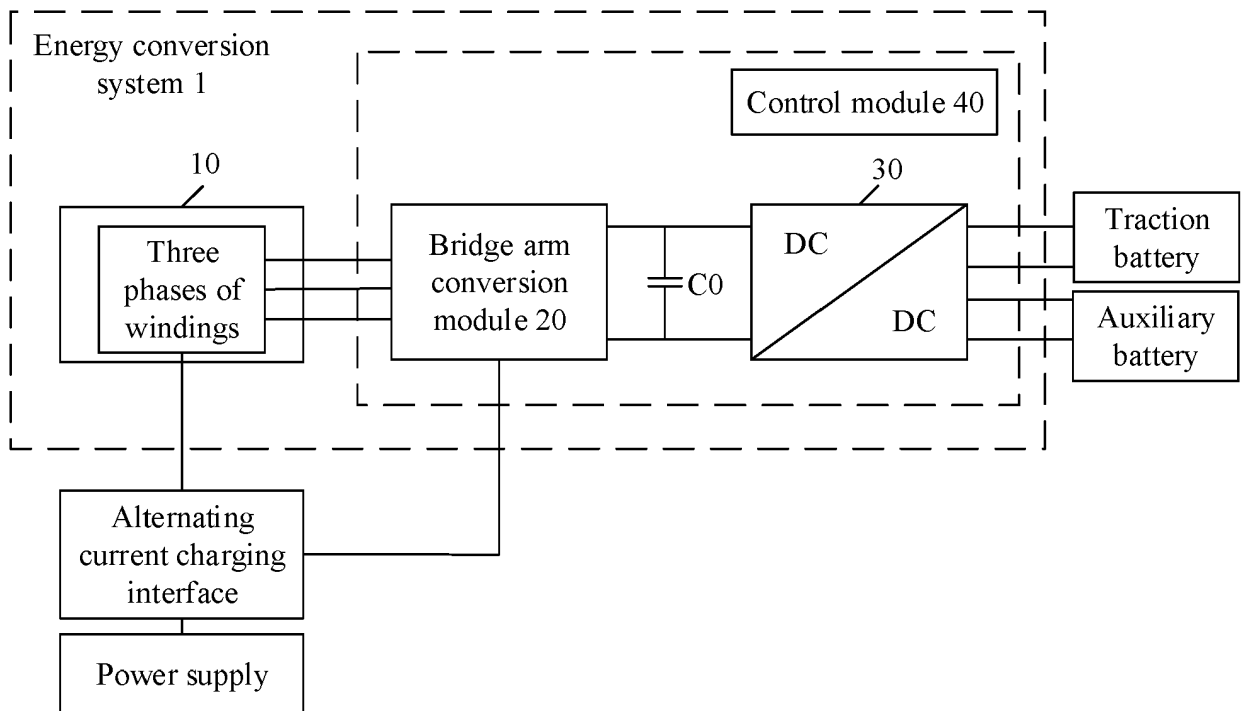 Energy conversion
system 1
Control module 40
10
30
Three
phases of
windings
Bridge arm
conversion
module 20
C0
DC
DC
Traction
battery
Auxiliary
battery
Alternating
current charging
interface
Power supply